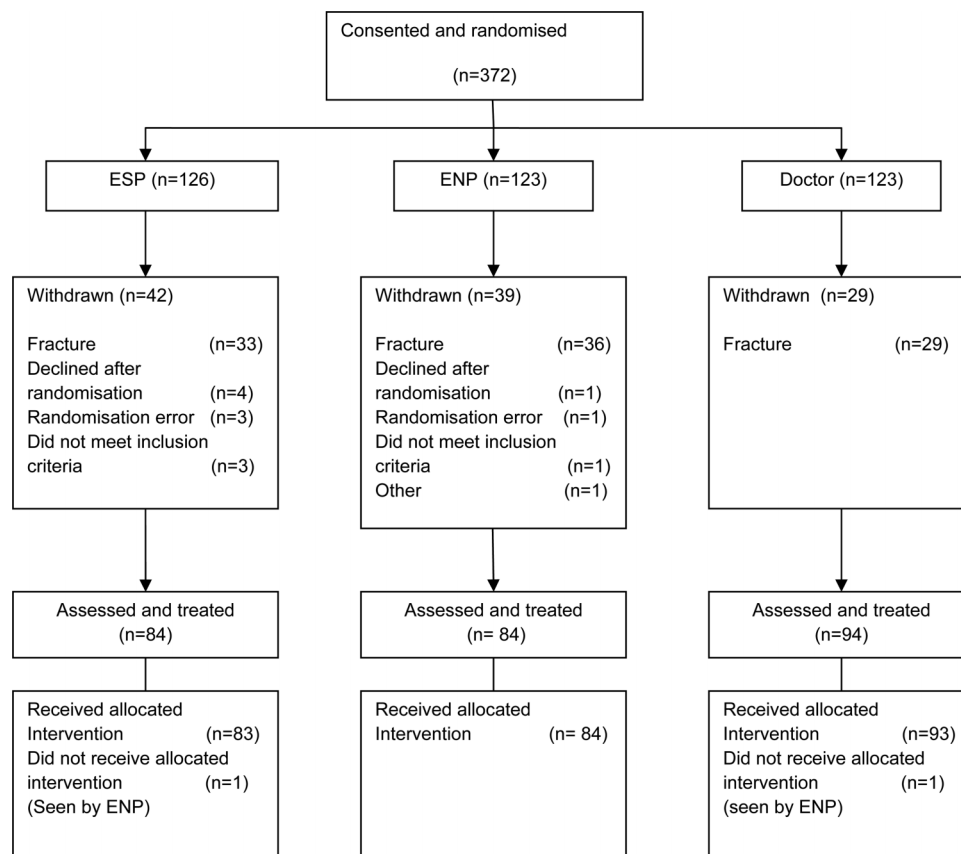 Consented and randomised
(n=372)
ESP (n=126)
ENP (n=123)
Doctor (n=123)
Withdrawn (n=42)
Fracture (n=33)
Declined after
randomisation (n=4)
Randomisation error (n=3)
Did not meet inclusion
criteria (n=3)
Withdrawn (n=39)
Fracture (n=36)
Declined after
randomisation (n=1)
Randomisation error (n=1)
Did not meet inclusion
criteria (n=1)
Other (n=1)
Withdrawn (n=29)
Fracture (n=29)
Assessed and treated
(n=84)
Assessed and treated
(n= 84)
Assessed and treated
(n=94)
Received allocated
Intervention (n=83)
Did not receive allocated
intervention (n=1)
(Seen by ENP)
Received allocated
Intervention (n= 84)
Received allocated
Intervention (n=93)
Did not receive allocated
intervention (n=1)
(seen by ENP)